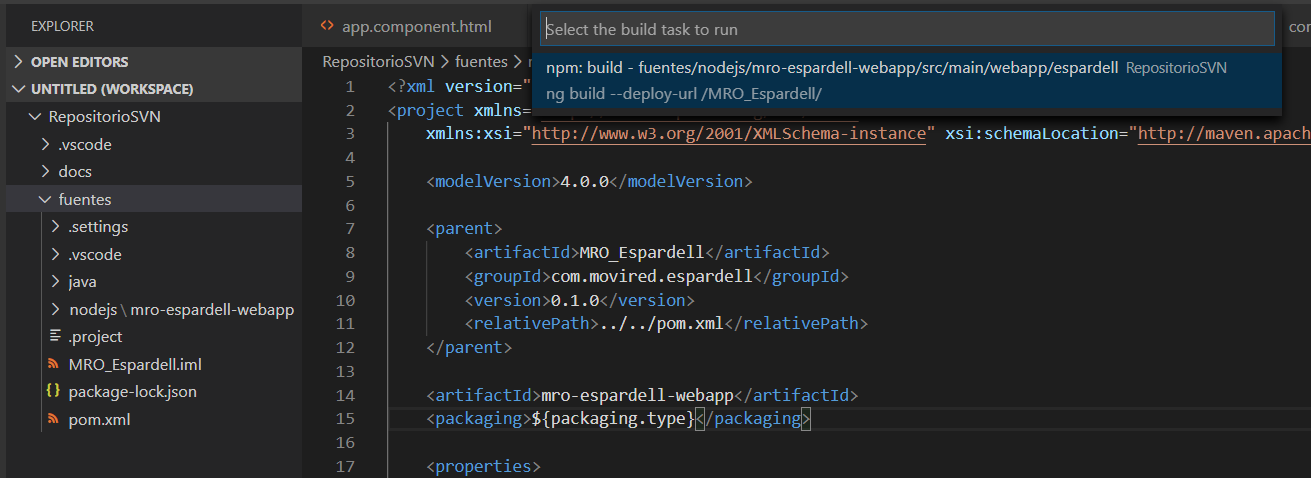 EXPLORER
OPEN EDITORS
UNTITLED (WORKSPACE)
RepositorioSVN
.vscode
docs
fuentes
.settings
.vscode
java
nodejs \ mro-espardell-webapp
.project
MRO_Espardell.iml
package-lock.json
pom.xml
app.component.html
Select the build task to run
npm: build - fuentes/nodejs/mro-espardell-webapp/src/main/webapp/espardell RepositorioSVN
ng build --deploy-url /MRO_Espardell/
RepositorioSVN > fuentes >
1 <?xml version="
2 <project xmlns=
3 xmlns:xsi="http://www.w3.org/2001/XMLSchema-instance" xsi:schemaLocation="http://maven.apach
4
5 <modelVersion>4.0.0</modelVersion>
6
7 <parent>
8 <artifactId>MRO_Espardell</artifactId>
9 <groupId>com.movired.espardell</groupId>
10 <version>0.1.0</version>
11 <relativePath>../../pom.xml</relativePath>
12 </parent>
13
14 <artifactId>mro-espardell-webapp</artifactId>
15 <packaging>${packaging.type}</packaging>
16
17 <properties>